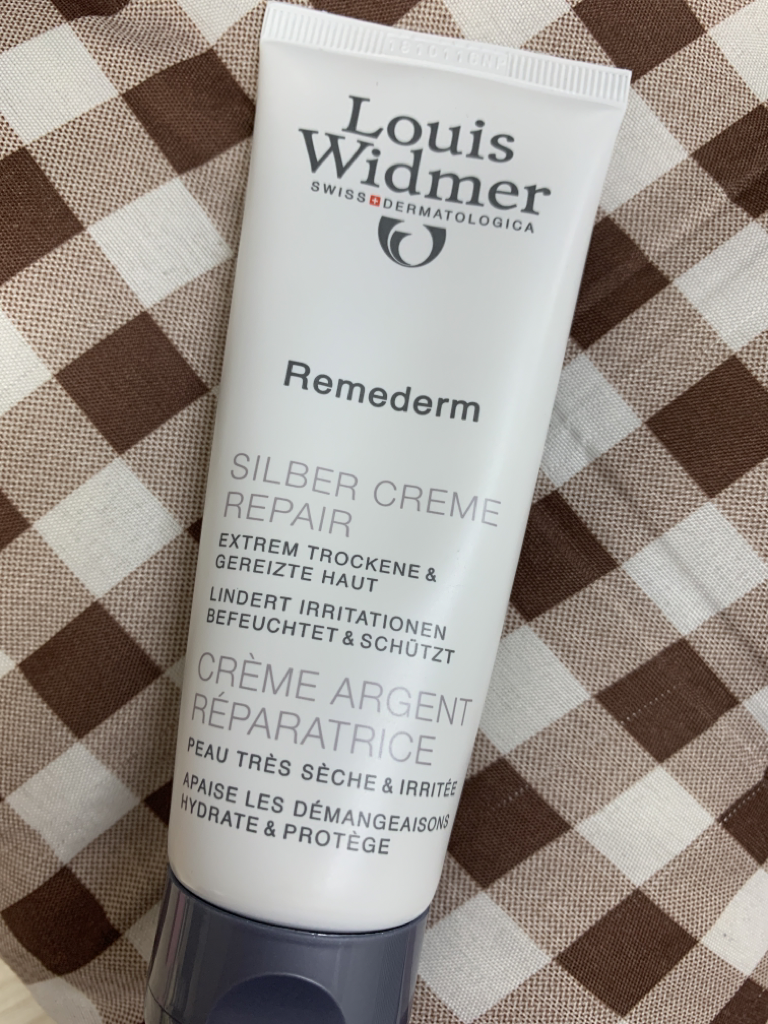 Louis
Widmer
SWISS DERMATOLOGICA
Remederm
SILBER CREME
REPAIR
EXTREM TROCKENE &
GEREIZTE HAUT
LINDERT IRRITATIONEN
BEFEUCHTET & SCHÜTZT
CRÈME ARGENT
RÉPARATRICE
PEAU TRÈS SÈCHE & IRRITÉE
APAISE LES DÉMANGEAISONS
HYDRATE & PROTÈGE